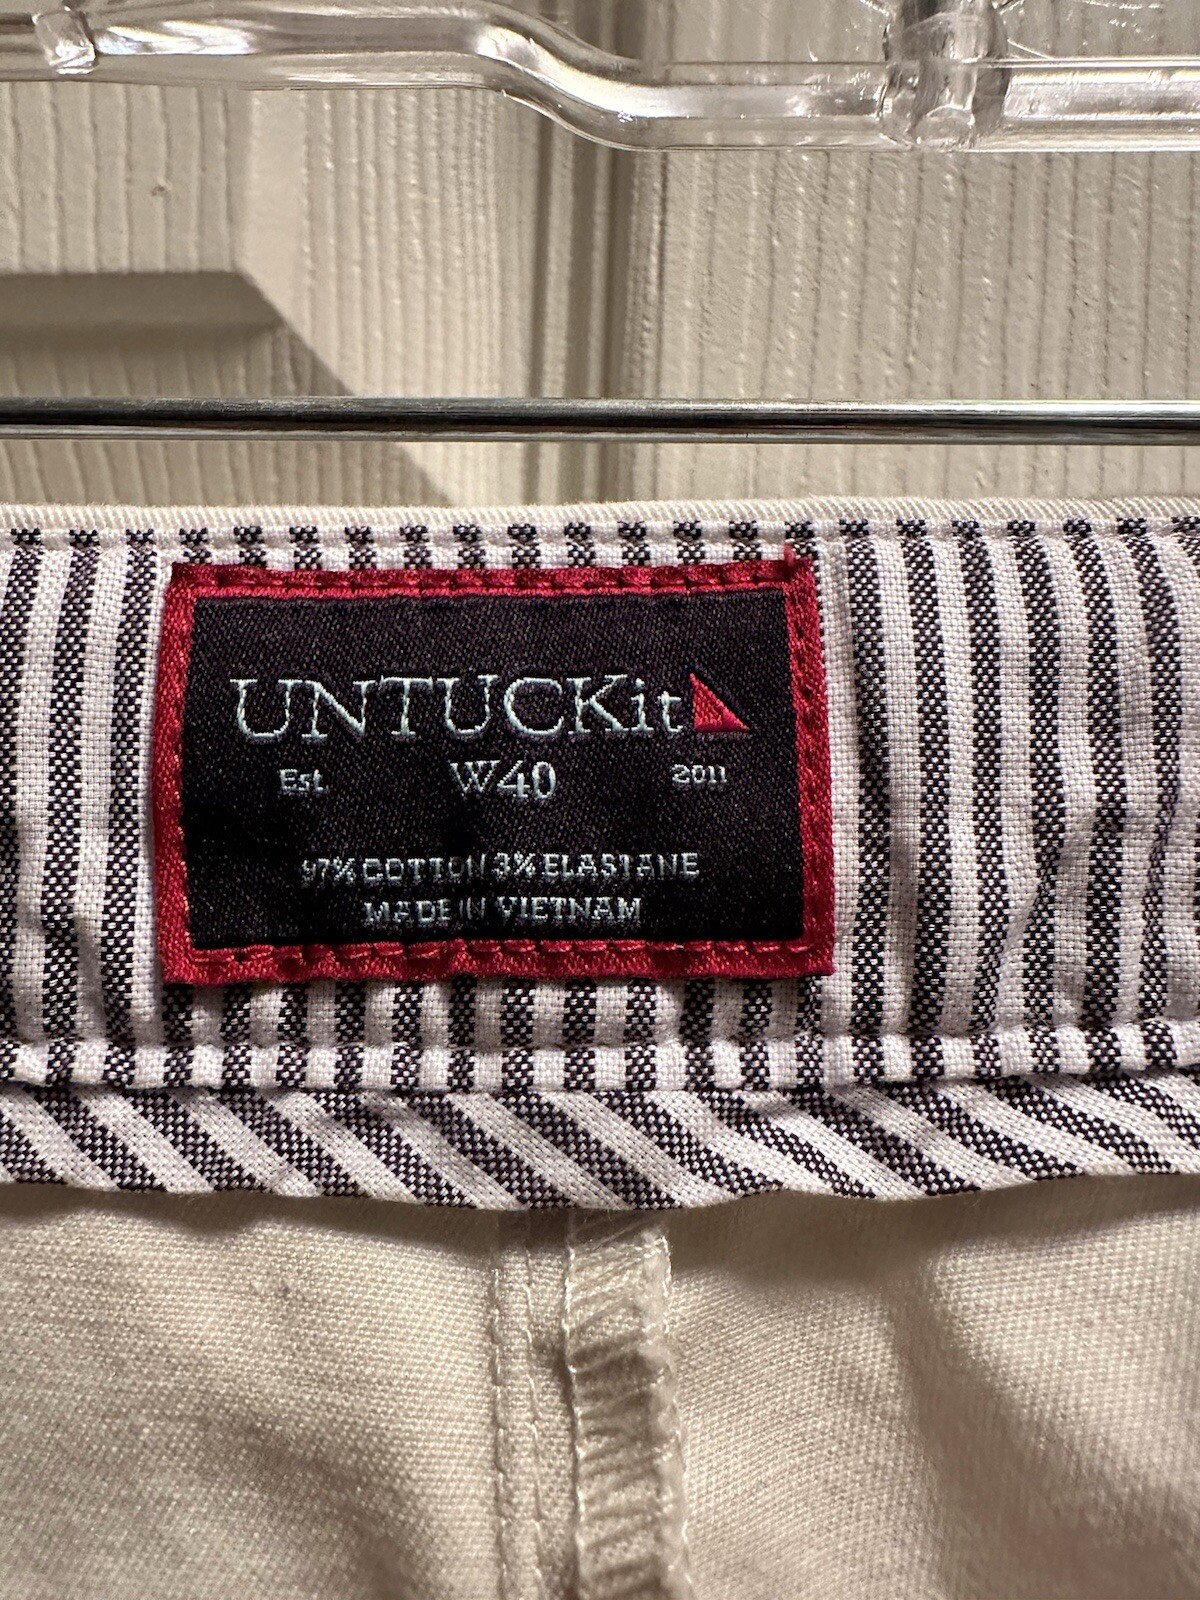 UNTUCKit
Est. W40 2011
97% COTTON 3% ELASTANE
MADE IN VIETNAM